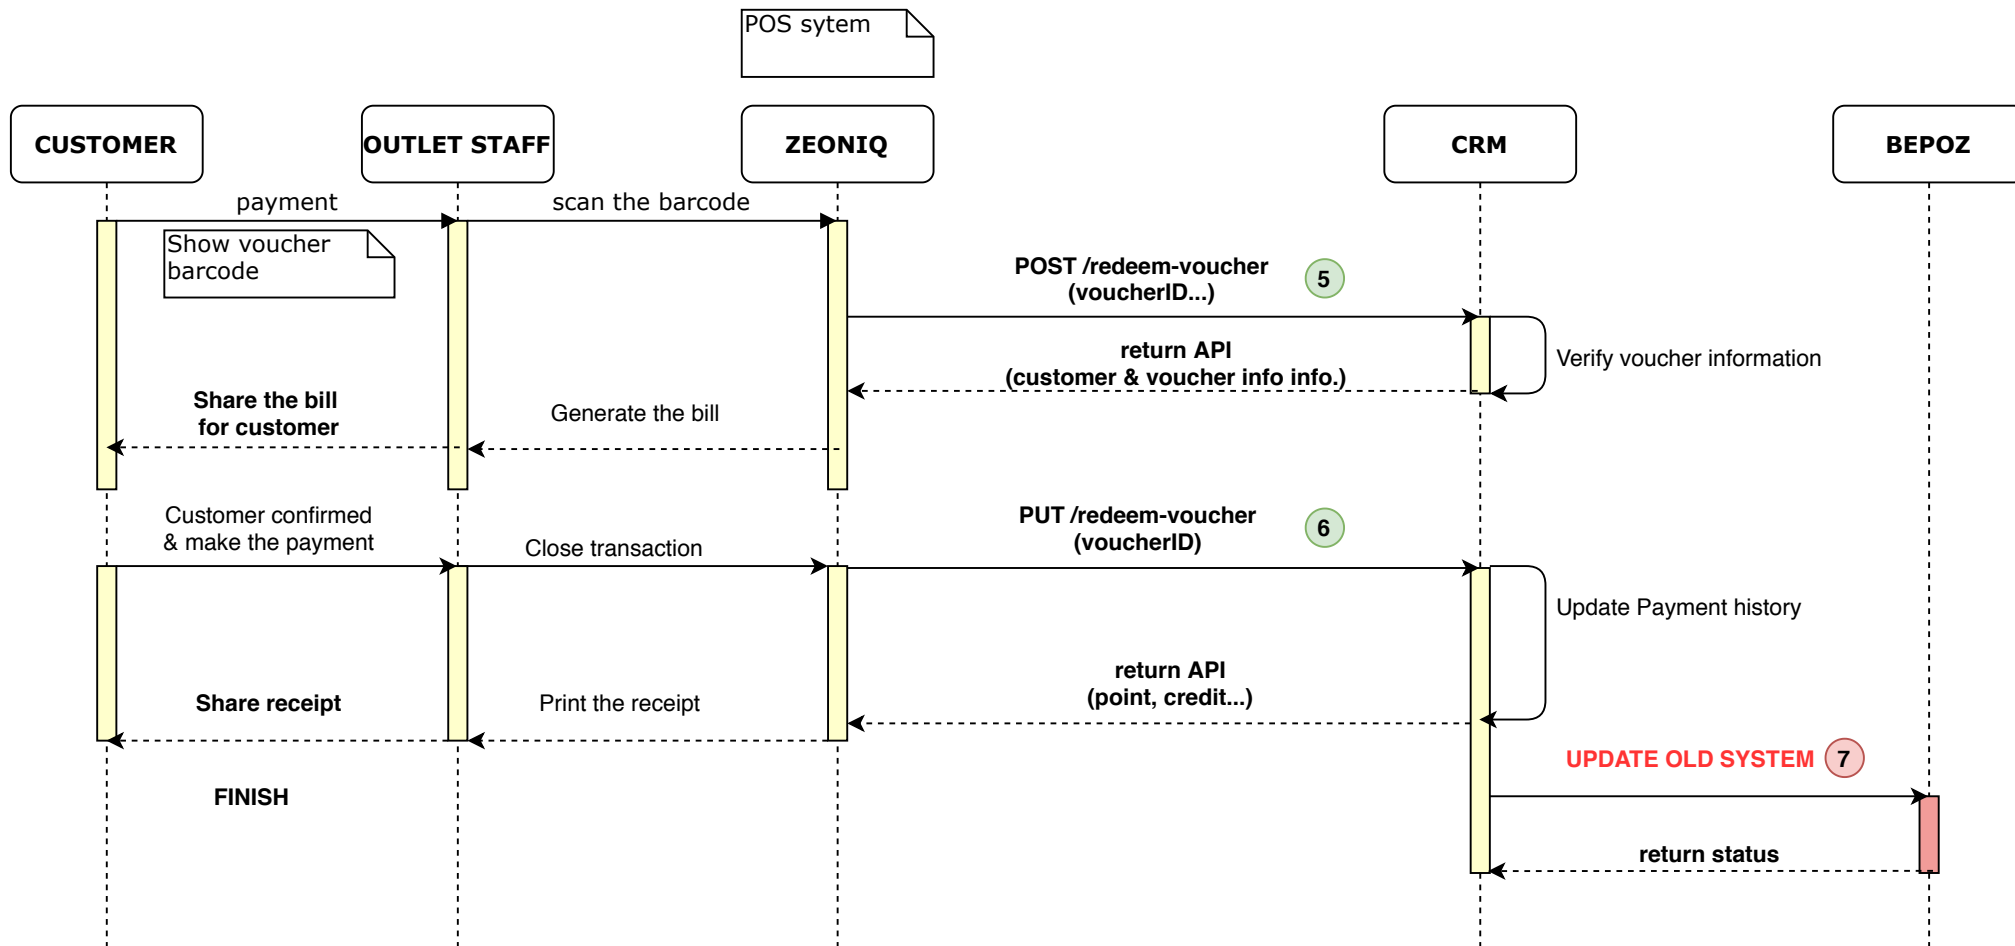 POS sytem
CUSTOMER
OUTLET STAFF
ZEONIQ
CRM
BEPOZ
payment
scan the barcode
Show voucher
barcode
POST /redeem-voucher
(voucherID...)
5
return API
(customer & voucher info info.)
Verify voucher information
Share the bill
for customer
Generate the bill
Customer confirmed
& make the payment
Close transaction
PUT /redeem-voucher
(voucherID)
6
Update Payment history
return API
(point, credit...)
Share receipt
Print the receipt
UPDATE OLD SYSTEM
7
FINISH
return status